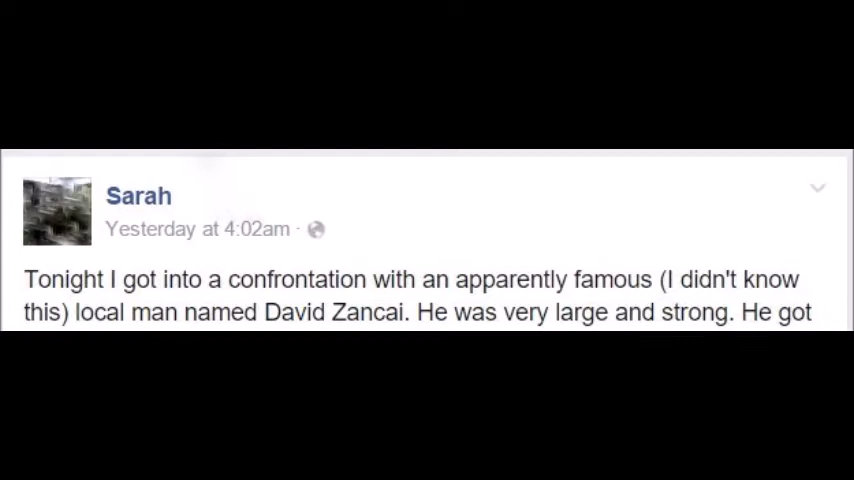 Sarah
Yesterday at 4:02am ·
Tonight I got into a confrontation with an apparently famous (I didn't know
this) local man named David Zancai. He was very large and strong. He got